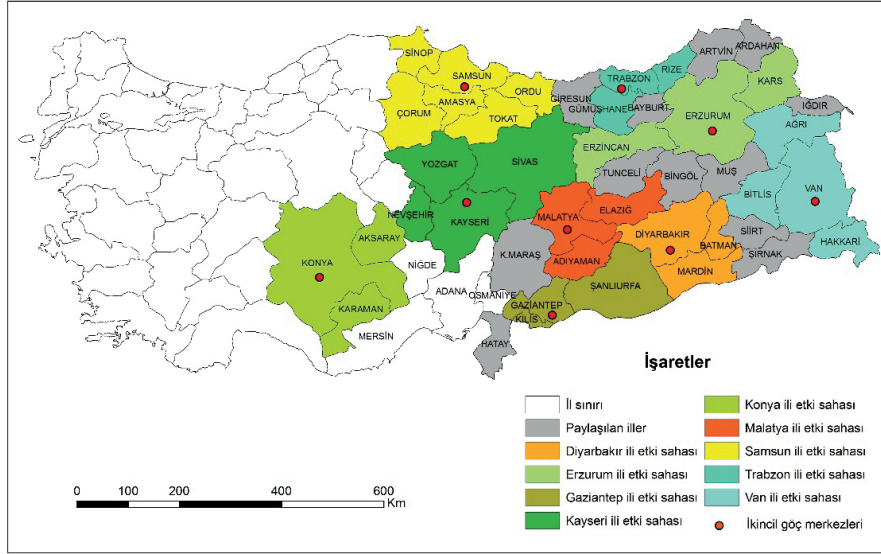 SİNOP
SAMSUN
ORDU
ÇORUM
AMASYA
TOKAT
GİRESUN
GÜMÜŞHANE
TRABZON
RİZE
ARTVİN
ARDAHAN
BAYBURT
KARS
ERZURUM
IĞDIR
AĞRI
ERZİNCAN
YOZGAT
SİVAS
TUNCELİ
BİNGÖL
MUŞ
BİTLİS
VAN
NEVŞEHİR
KAYSERİ
MALATYA
ELAZIĞ
DİYARBAKIR
BATMAN
SİİRT
ŞIRNAK
HAKKARİ
AKSARAY
KONYA
NİĞDE
K.MARAŞ
ADIYAMAN
MARDİN
ADANA
OSMANİYE
ŞANLIURFA
GAZİANTEP
KİLİS
KARAMAN
MERSİN
HATAY
İşaretler
İl sınırı
Paylaşılan iller
Diyarbakır ili etki sahası
Erzurum ili etki sahası
Gaziantep ili etki sahası
Kayseri ili etki sahası
Konya ili etki sahası
Malatya ili etki sahası
Samsun ili etki sahası
Trabzon ili etki sahası
Van ili etki sahası
İkincil göç merkezleri
0 100 200 400 600
Km